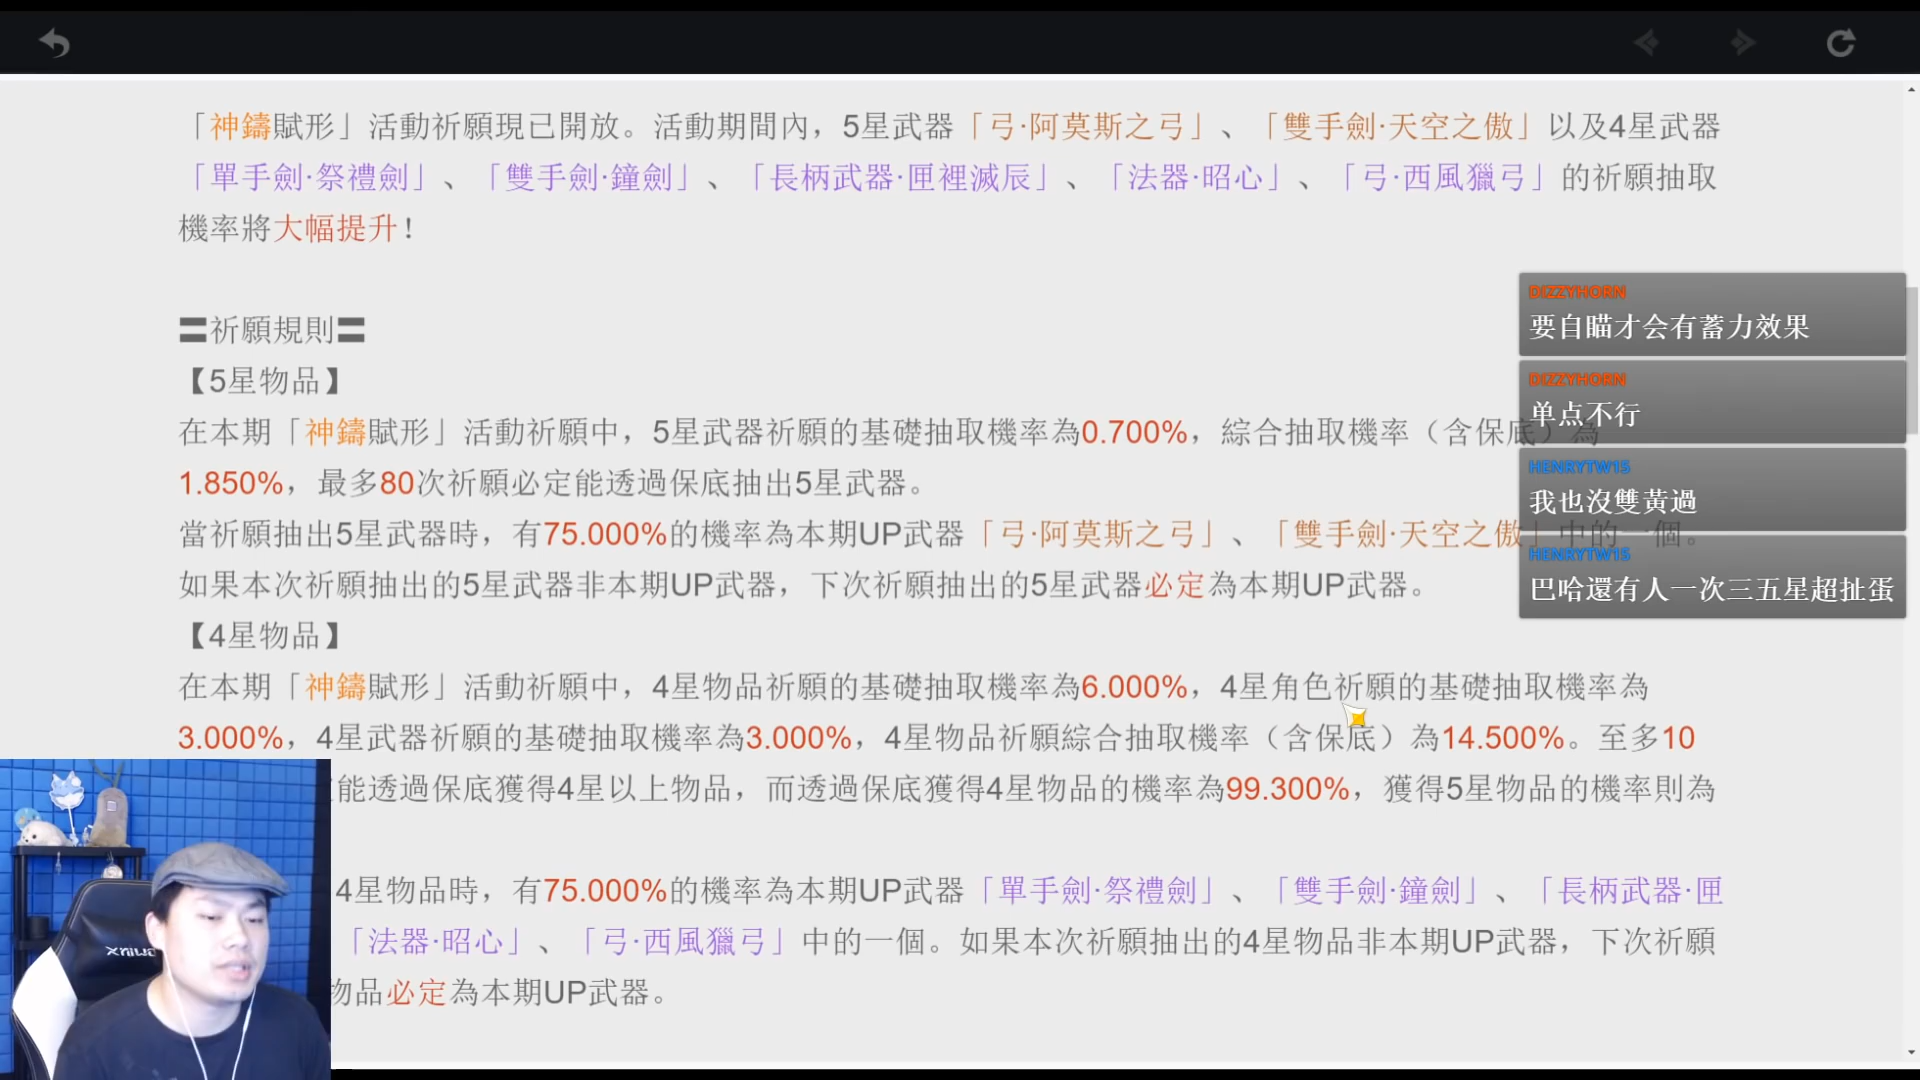 「神鑄賦形」活動祈願現已開放。活動期間內，5星武器「弓·阿莫斯之弓」、「雙手劍·天空之傲」以及4星武器
「單手劍·祭禮劍」、「雙手劍·鐘劍」、「長柄武器·匣裡滅辰」、「法器·昭心」、「弓·西風獵弓」的祈願抽取
機率將大幅提升！
〓祈願規則〓
【5星物品】
在本期「神鑄賦形」活動祈願中，5星武器祈願的基礎抽取機率為0.700%，綜合抽取機率（含保底）為
1.850%，最多80次祈願必定能透過保底抽出5星武器。
當祈願抽出5星武器時，有75.000%的機率為本期UP武器「弓·阿莫斯之弓」、「雙手劍·天空之傲」中的一個。
如果本次祈願抽出的5星武器非本期UP武器，下次祈願抽出的5星武器必定為本期UP武器。
【4星物品】
在本期「神鑄賦形」活動祈願中，4星物品祈願的基礎抽取機率為6.000%，4星角色祈願的基礎抽取機率為
3.000%，4星武器祈願的基礎抽取機率為3.000%，4星物品祈願綜合抽取機率（含保底）為14.500%。至多10
能透過保底獲得4星以上物品，而透過保底獲得4星物品的機率為99.300%，獲得5星物品的機率則為
4星物品時，有75.000%的機率為本期UP武器「單手劍·祭禮劍」、「雙手劍·鐘劍」、「長柄武器·匣
「法器·昭心」、「弓·西風獵弓」中的一個。如果本次祈願抽出的4星物品非本期UP武器，下次祈願
物品必定為本期UP武器。
DIZZYHORN
要自瞄才会有蓄力效果
DIZZYHORN
单点不行
HENRYTW15
我也沒雙黃過
HENRYTW15
巴哈還有人一次三五星超扯蛋